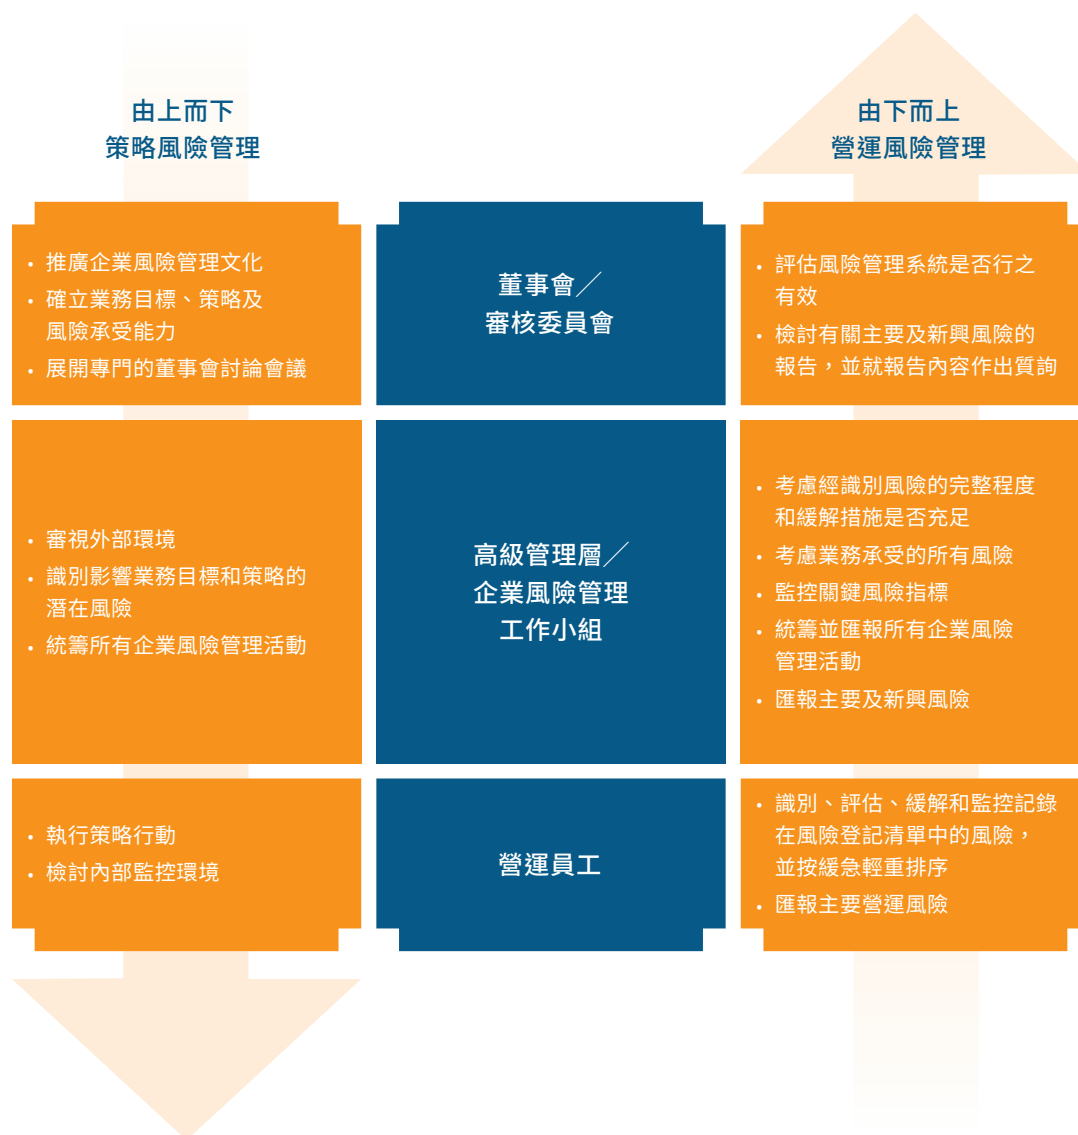 由上而下
策略風險管理
由下而上
營運風險管理
• 推廣企業風險管理文化
• 確立業務目標、策略及
風險承受能力
• 展開專門的董事會討論會議
董事會／
審核委員會
• 評估風險管理系統是否行之
有效
• 檢討有關主要及新興風險的
報告，並就報告內容作出質詢
• 審視外部環境
• 識別影響業務目標和策略的
潛在風險
• 統籌所有企業風險管理活動
高級管理層／
企業風險管理
工作小組
• 考慮經識別風險的完整程度
和緩解措施是否充足
• 考慮業務承受的所有風險
• 監控關鍵風險指標
• 統籌並匯報所有企業風險
管理活動
• 匯報主要及新興風險
• 執行策略行動
• 檢討內部監控環境
營運員工
• 識別、評估、緩解和監控記錄
在風險登記清單中的風險，
並按緩急輕重排序
• 匯報主要營運風險